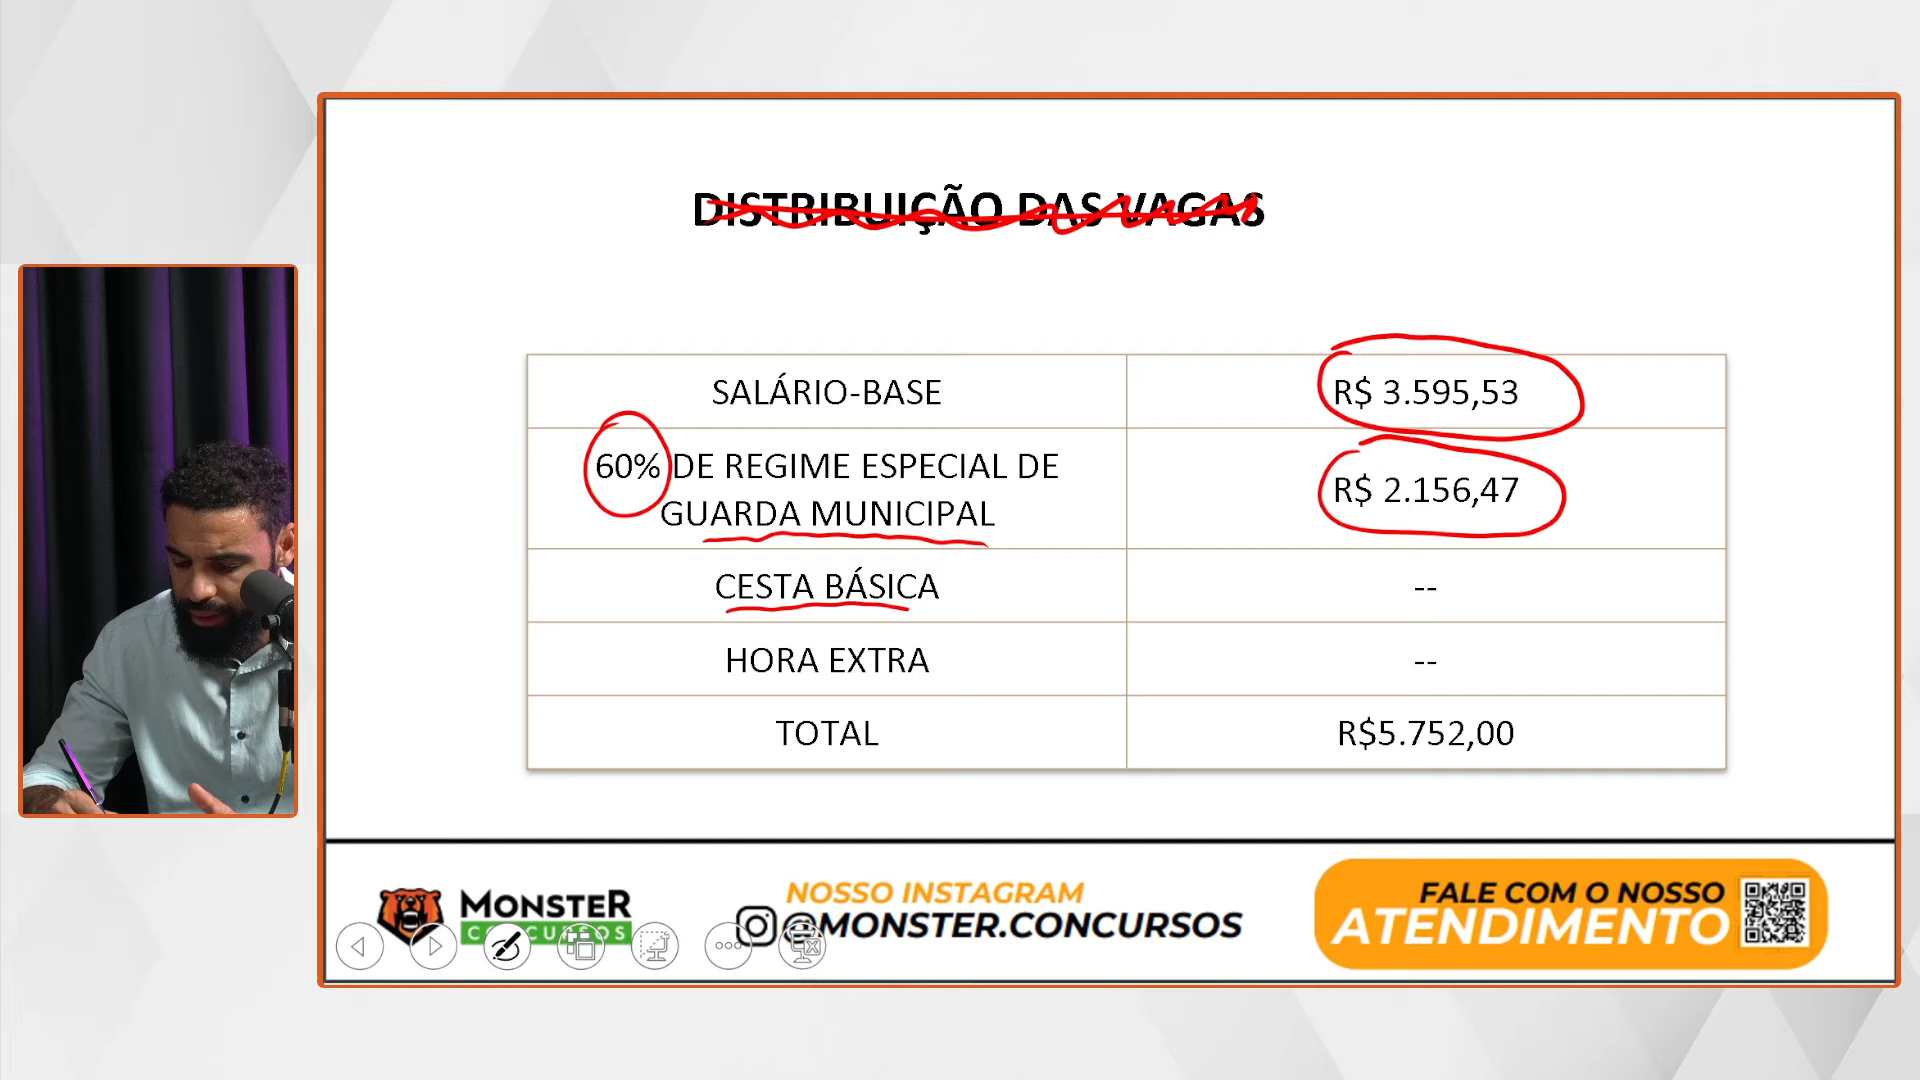 DISTRIBUIÇÃO DAS VAGAS
SALÁRIO-BASE
R$ 3.595,53
60% DE REGIME ESPECIAL DE
GUARDA MUNICIPAL
R$ 2.156,47
CESTA BÁSICA
--
HORA EXTRA
--
TOTAL
R$5.752,00
MONSTER
CONCURSOS
NOSSO INSTAGRAM
@MONSTER.CONCURSOS
FALE COM O NOSSO
ATENDIMENTO